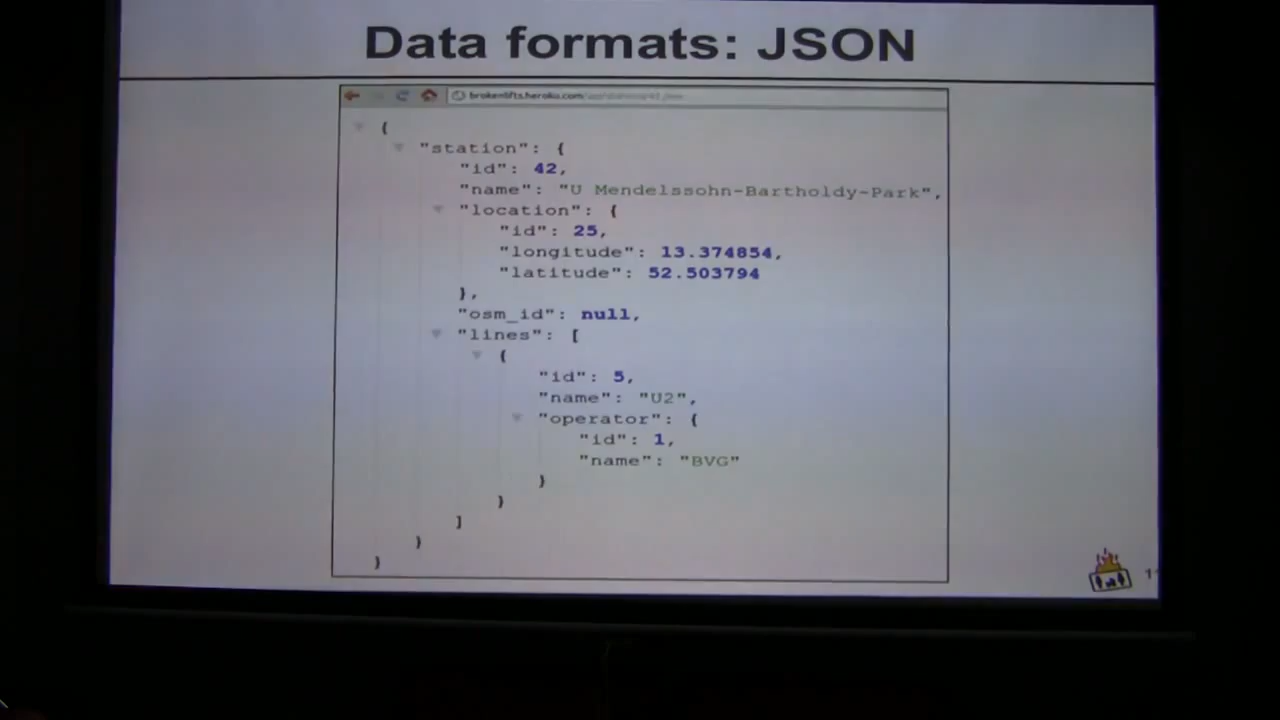 Data formats: JSON
brokenlifts.heroku.com
{
"station": {
"id": 42,
"name": "U Mendelssohn-Bartholdy-Park",
"location": {
"id": 25,
"longitude": 13.374854,
"latitude": 52.503794
},
"osm_id": null,
"lines": [
{
"id": 5,
"name": "U2",
"operator": {
"id": 1,
"name": "BVG"
}
}
]
}
}